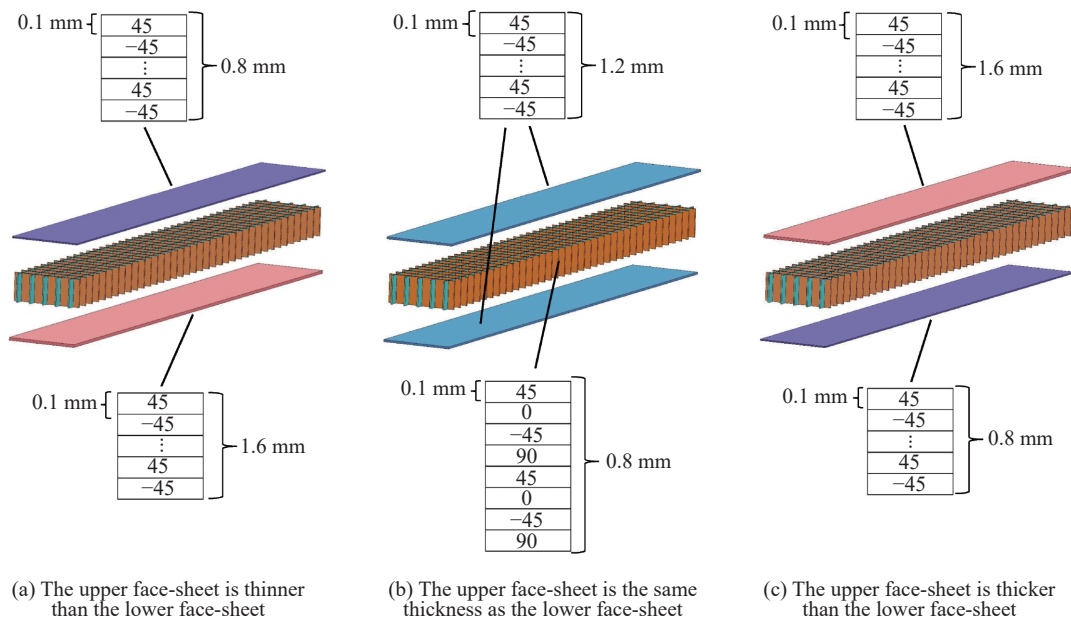 0.1 mm
45
−45
⋮
45
−45
0.8 mm
0.1 mm
45
−45
⋮
45
−45
1.6 mm
(a) The upper face-sheet is thinner
than the lower face-sheet
45
−45
⋮
45
−45
1.2 mm
0.1 mm
45
0
−45
90
45
0
−45
90
0.8 mm
(b) The upper face-sheet is the same
thickness as the lower face-sheet
0.1 mm
45
−45
⋮
45
−45
1.6 mm
0.1 mm
45
−45
⋮
45
−45
0.8 mm
(c) The upper face-sheet is thicker
than the lower face-sheet